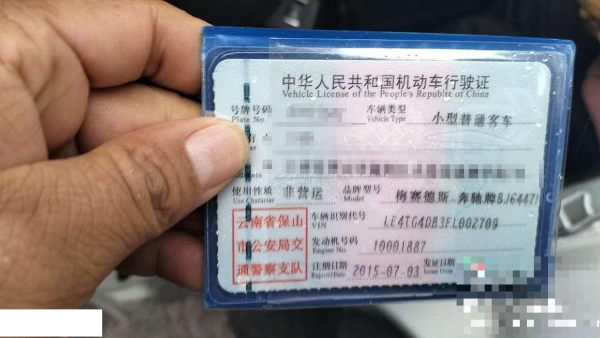 中华人民共和国机动车行驶证
Vehicle License of the People's Republic of China
号牌号码 车辆类型 小型普通客车
Plate No. Vehicle Type
使用性质 非营运 品牌型号 梅赛德斯-奔驰牌BJ6447
Use Character Model
云南省保山 车辆识别代号 LE4TG4DB3FL002709
VIN
市公安局交 发动机号码 10001887
Engine No.
通警察支队 注册日期 2015-07-03 发证日期
Register Date Issue Date